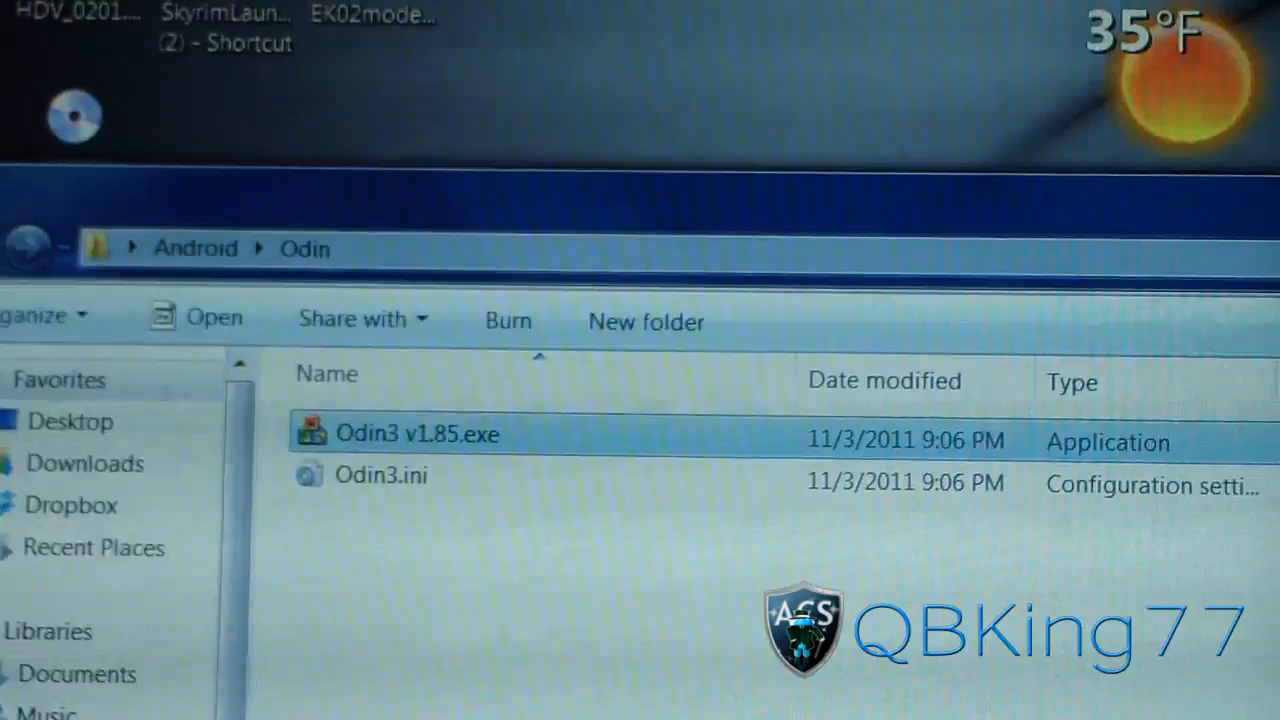 HDV_0201.... SkyrimLaun... EK02mode...
(2) - Shortcut
35°F
Android Odin
ganize Open Share with Burn New folder
Favorites Name Date modified Type
Desktop Odin3 v1.85.exe 11/3/2011 9:06 PM Application
Downloads Odin3.ini 11/3/2011 9:06 PM Configuration setti...
Dropbox
Recent Places
Libraries
Documents
Music
ACS QBKing77